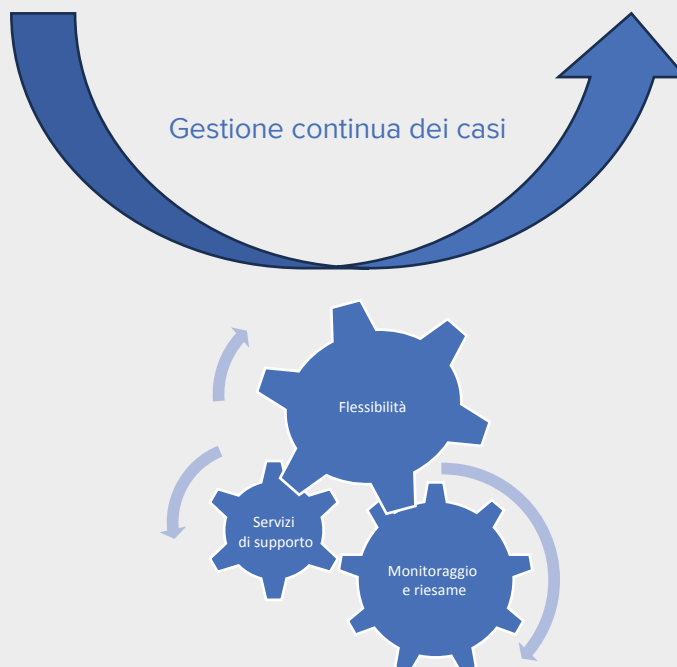 Gestione continua dei casi
Flessibilità
Servizi
di supporto
Monitoraggio
e riesame